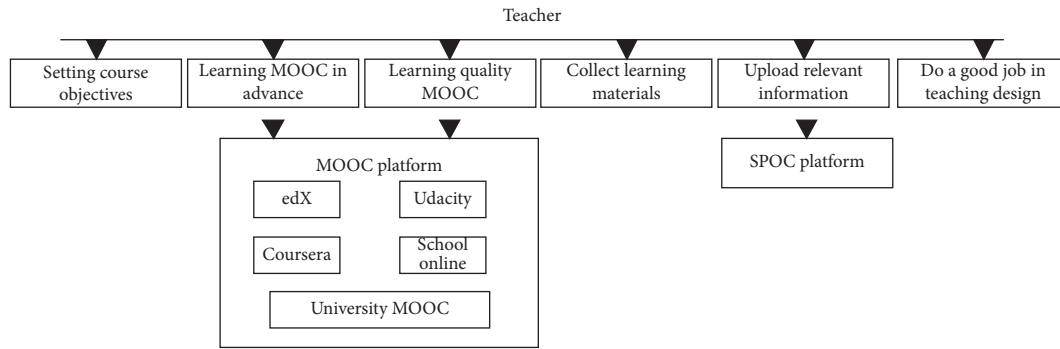 Teacher
Setting course
objectives
Learning MOOC in
advance
Learning quality
MOOC
Collect learning
materials
Upload relevant
information
Do a good job in
teaching design
MOOC platform
SPOC platform
edX
Udacity
Coursera
School
online
University MOOC